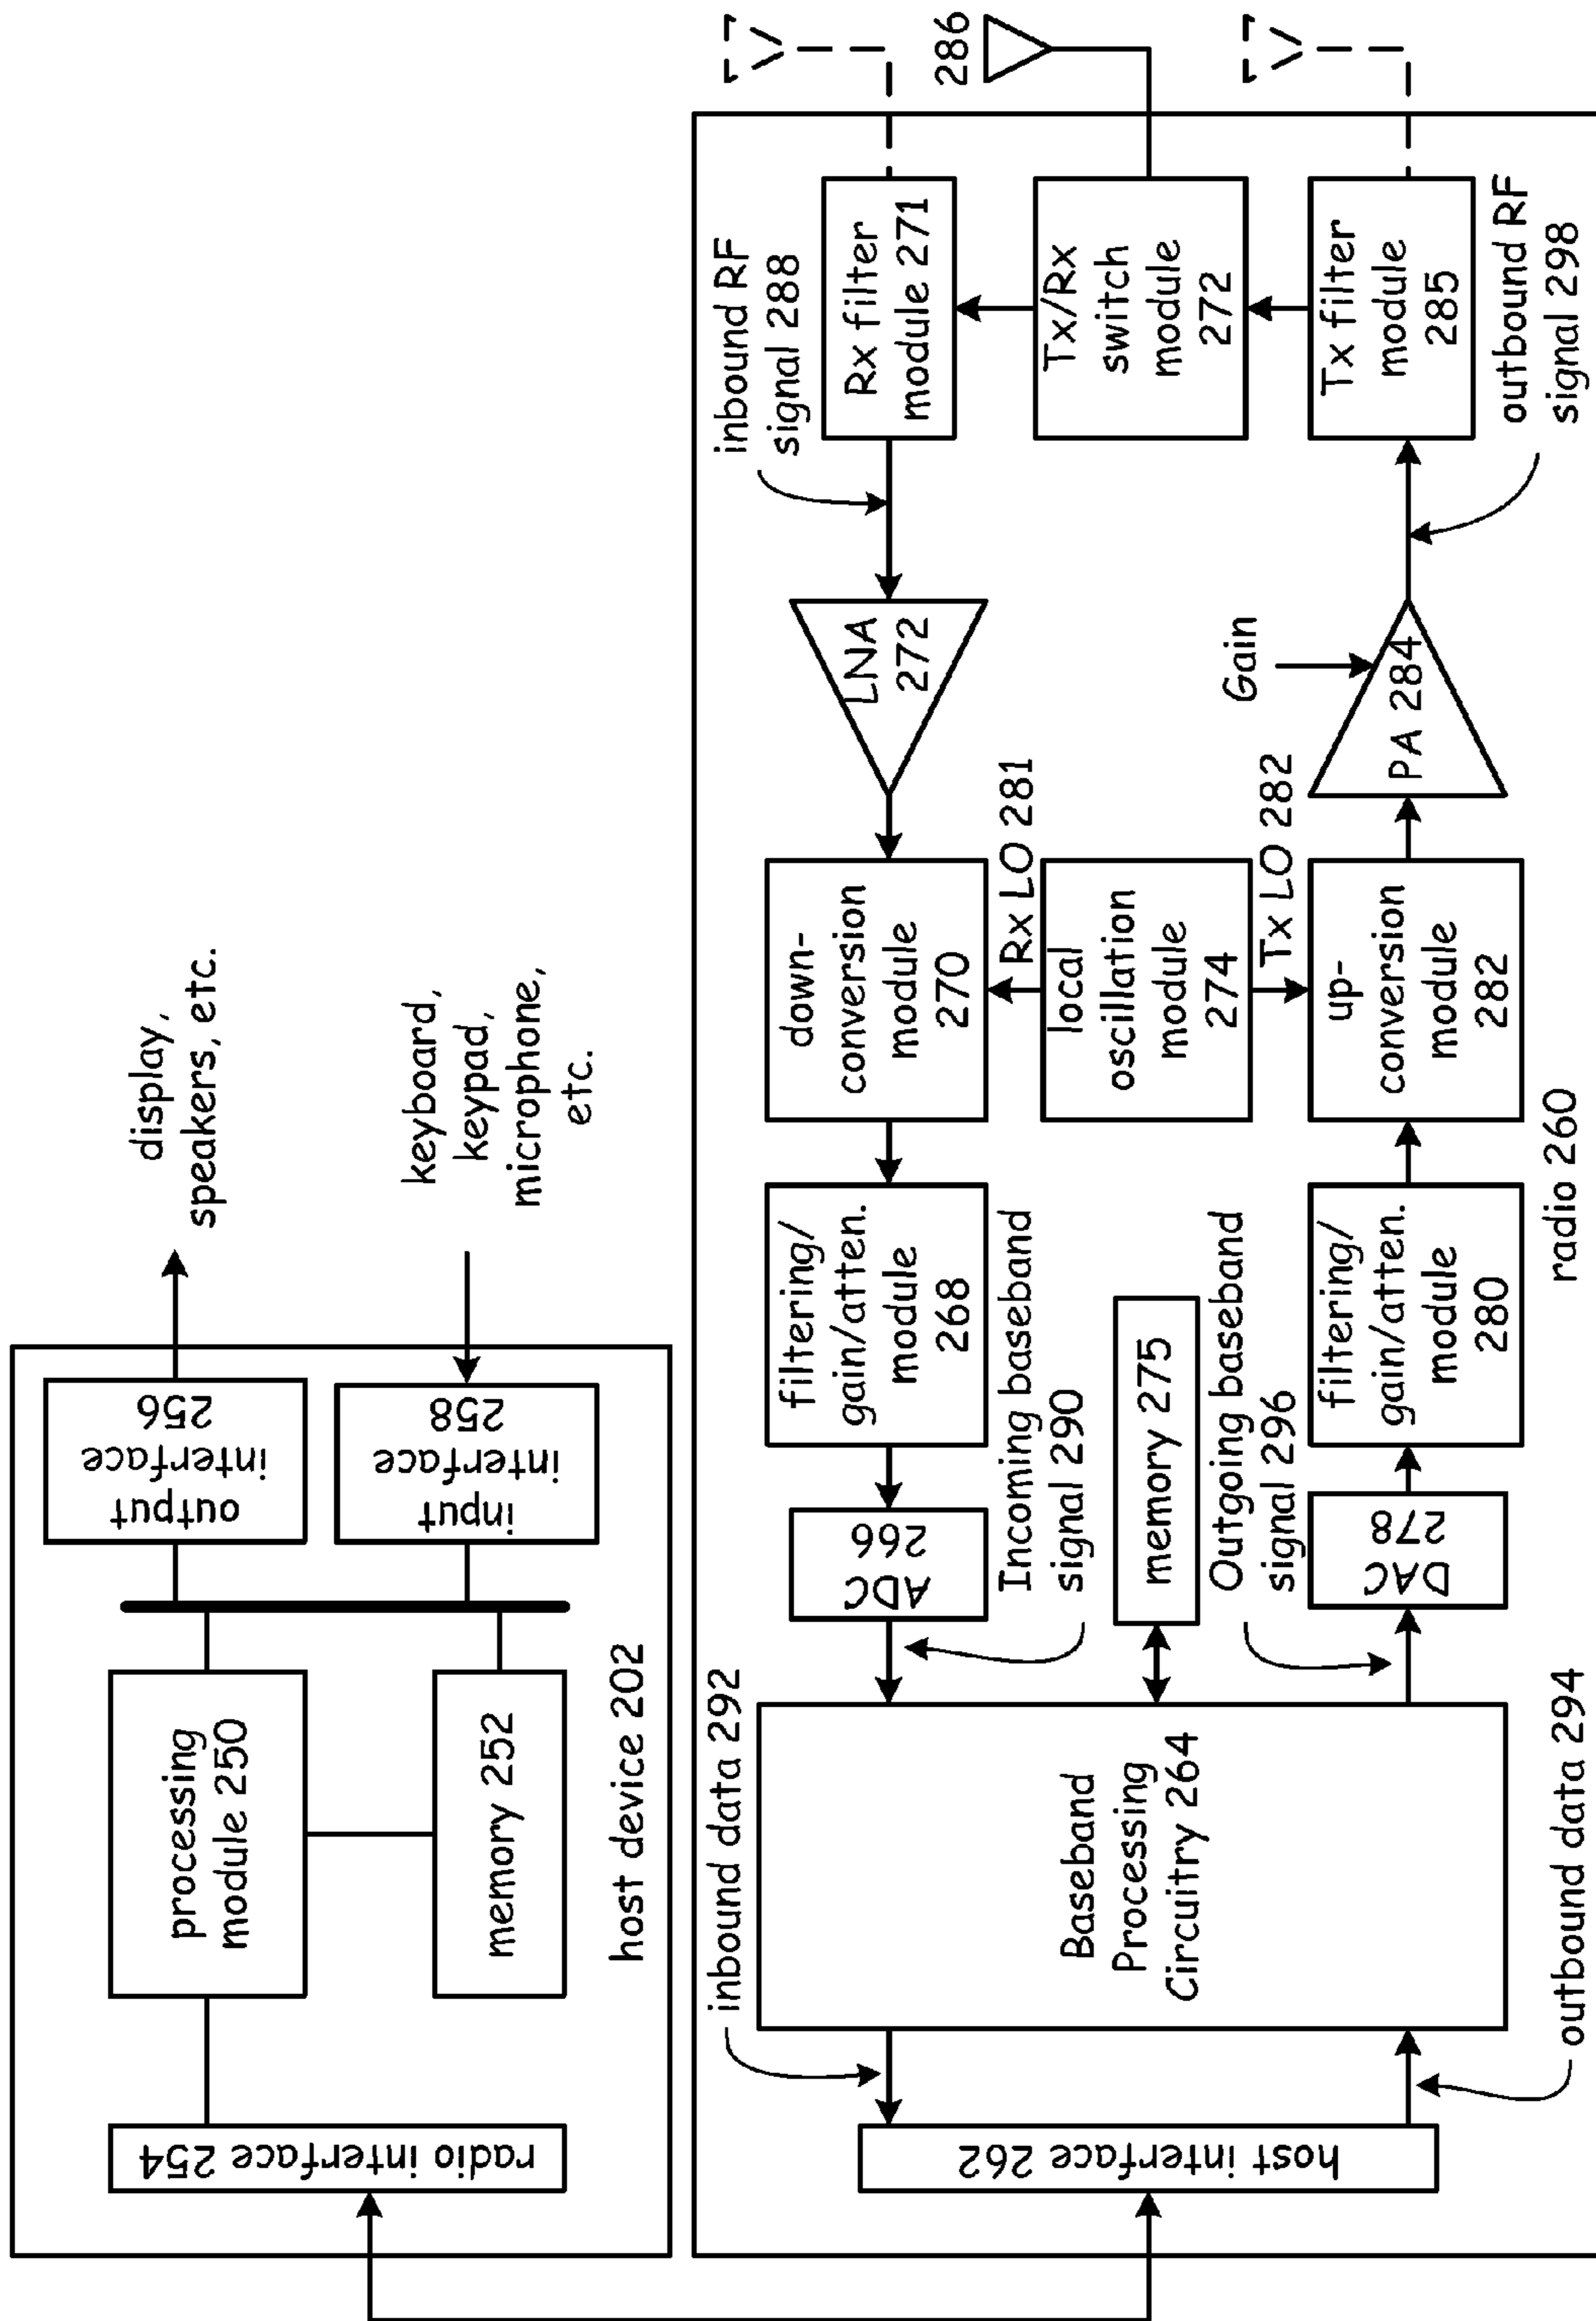 radio interface 254
processing
module 250
memory 252
output
interface
256
input
interface
258
display,
speakers, etc.
keyboard,
keypad,
microphone,
etc.
host device 202
host interface 262
inbound data 292
outbound data 294
Baseband
Processing
Circuitry 264
ADC
266
Incoming baseband
signal 290
memory 275
Outgoing baseband
signal 296
DAC
278
filtering/
gain/atten.
module
268
filtering/
gain/atten.
module
280
down-
conversion
module
270
Rx LO 281
local
oscillation
module
274
Tx LO 282
up-
conversion
module
282
LNA
272
Gain
PA 284
inbound RF
signal 288
outbound RF
signal 298
Rx filter
module 271
Tx/Rx
switch
module
272
Tx filter
module
285
286
radio 260